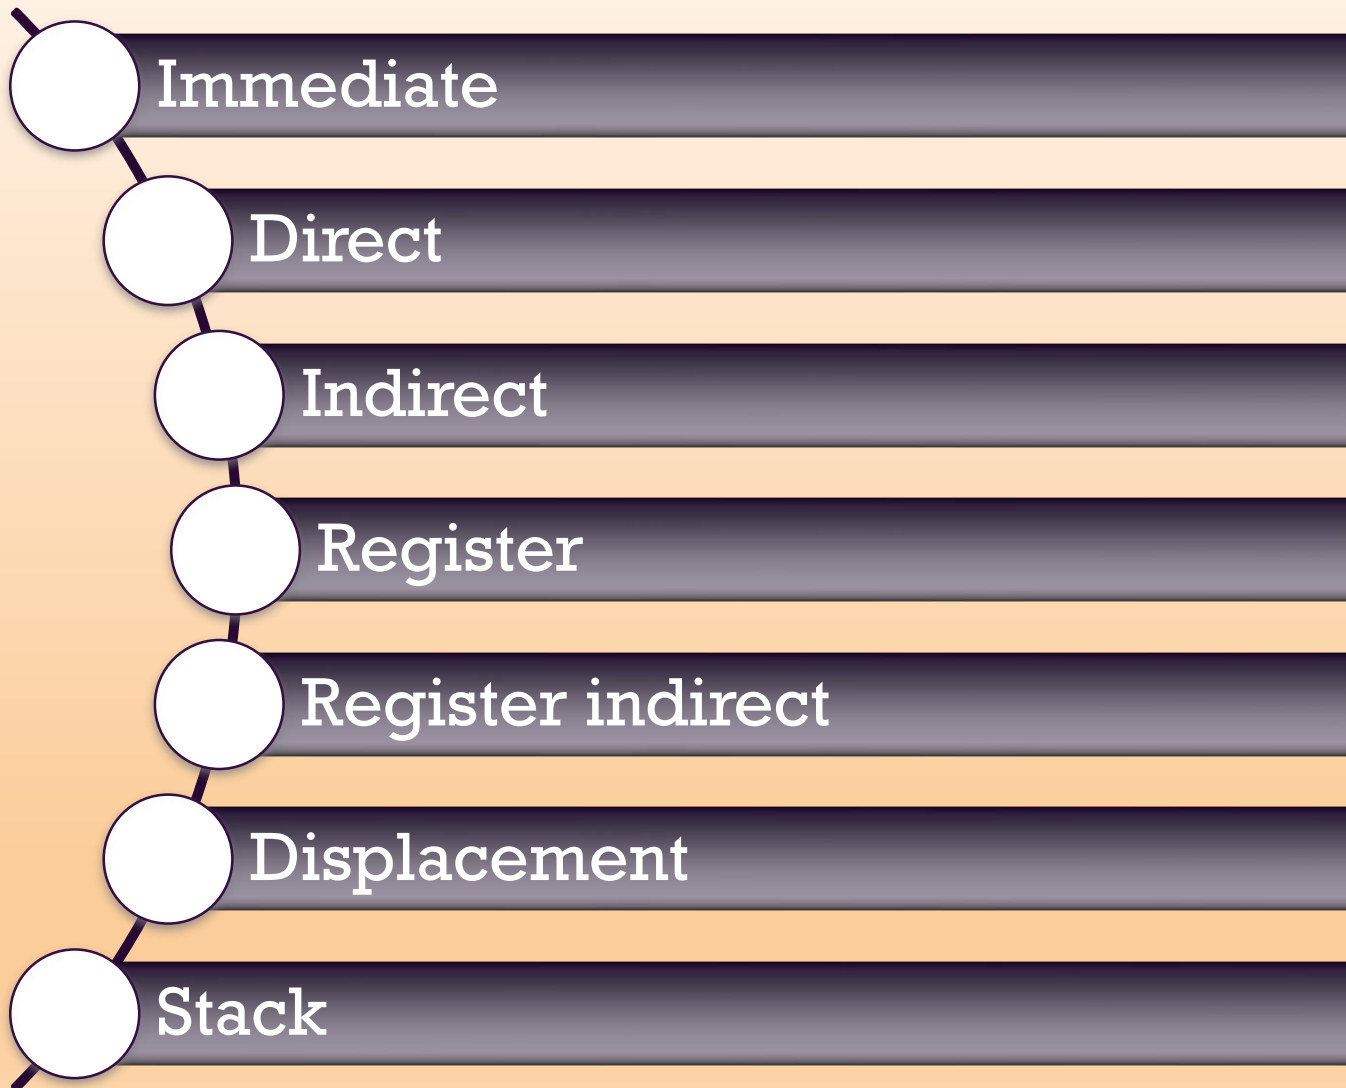 Immediate
Direct
Indirect
Register
Register indirect
Displacement
Stack